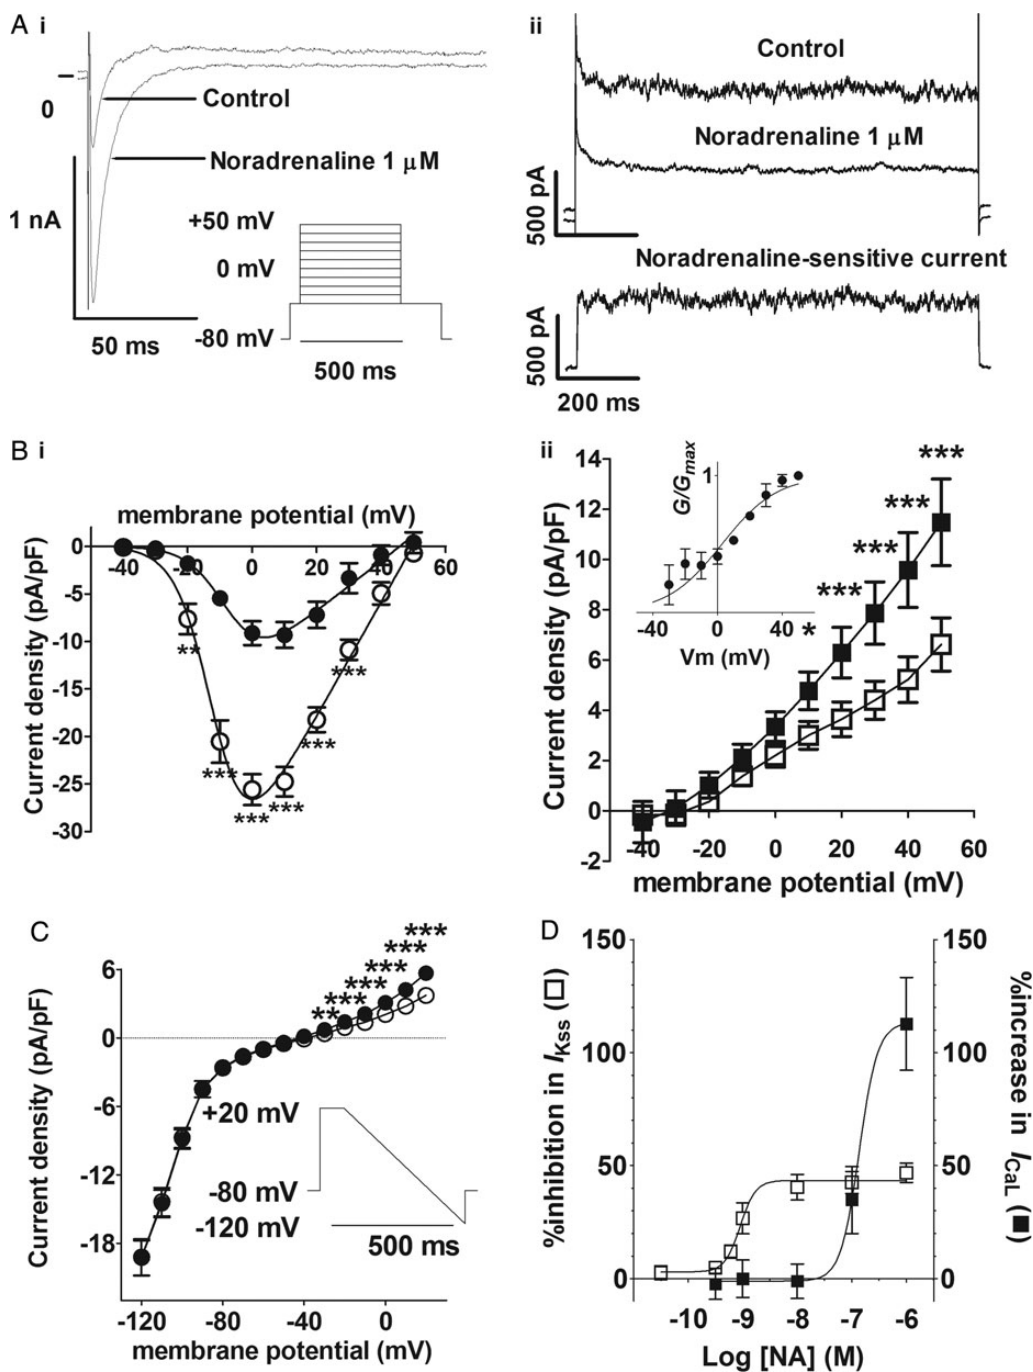 A i
0
Control
Noradrenaline 1 μM
1 nA
50 ms
+50 mV
0 mV
-80 mV
500 ms
ii
Control
Noradrenaline 1 μM
500 pA
Noradrenaline-sensitive current
500 pA
200 ms
B i
membrane potential (mV)
-40 -20 0 20 40 60
0
-5
-10
-15
-20
-25
-30
Current density (pA/pF)
** *** *** *** *** ***
ii
14
12
10
8
6
4
2
0
-2
Current density (pA/pF)
-40 -20 0 20 40 60
membrane potential (mV)
* *** *** *** ***
G/Gmax
1
-40 0 40
Vm (mV)
C
6
0
-6
-12
-18
Current density (pA/pF)
** *** *** *** *** ***
+20 mV
-80 mV
-120 mV
500 ms
-120 -80 -40 0
membrane potential (mV)
D
150
100
50
0
%inhibition in IKss (□)
150
100
50
0
%increase in ICaL (■)
-10 -9 -8 -7 -6
Log [NA] (M)